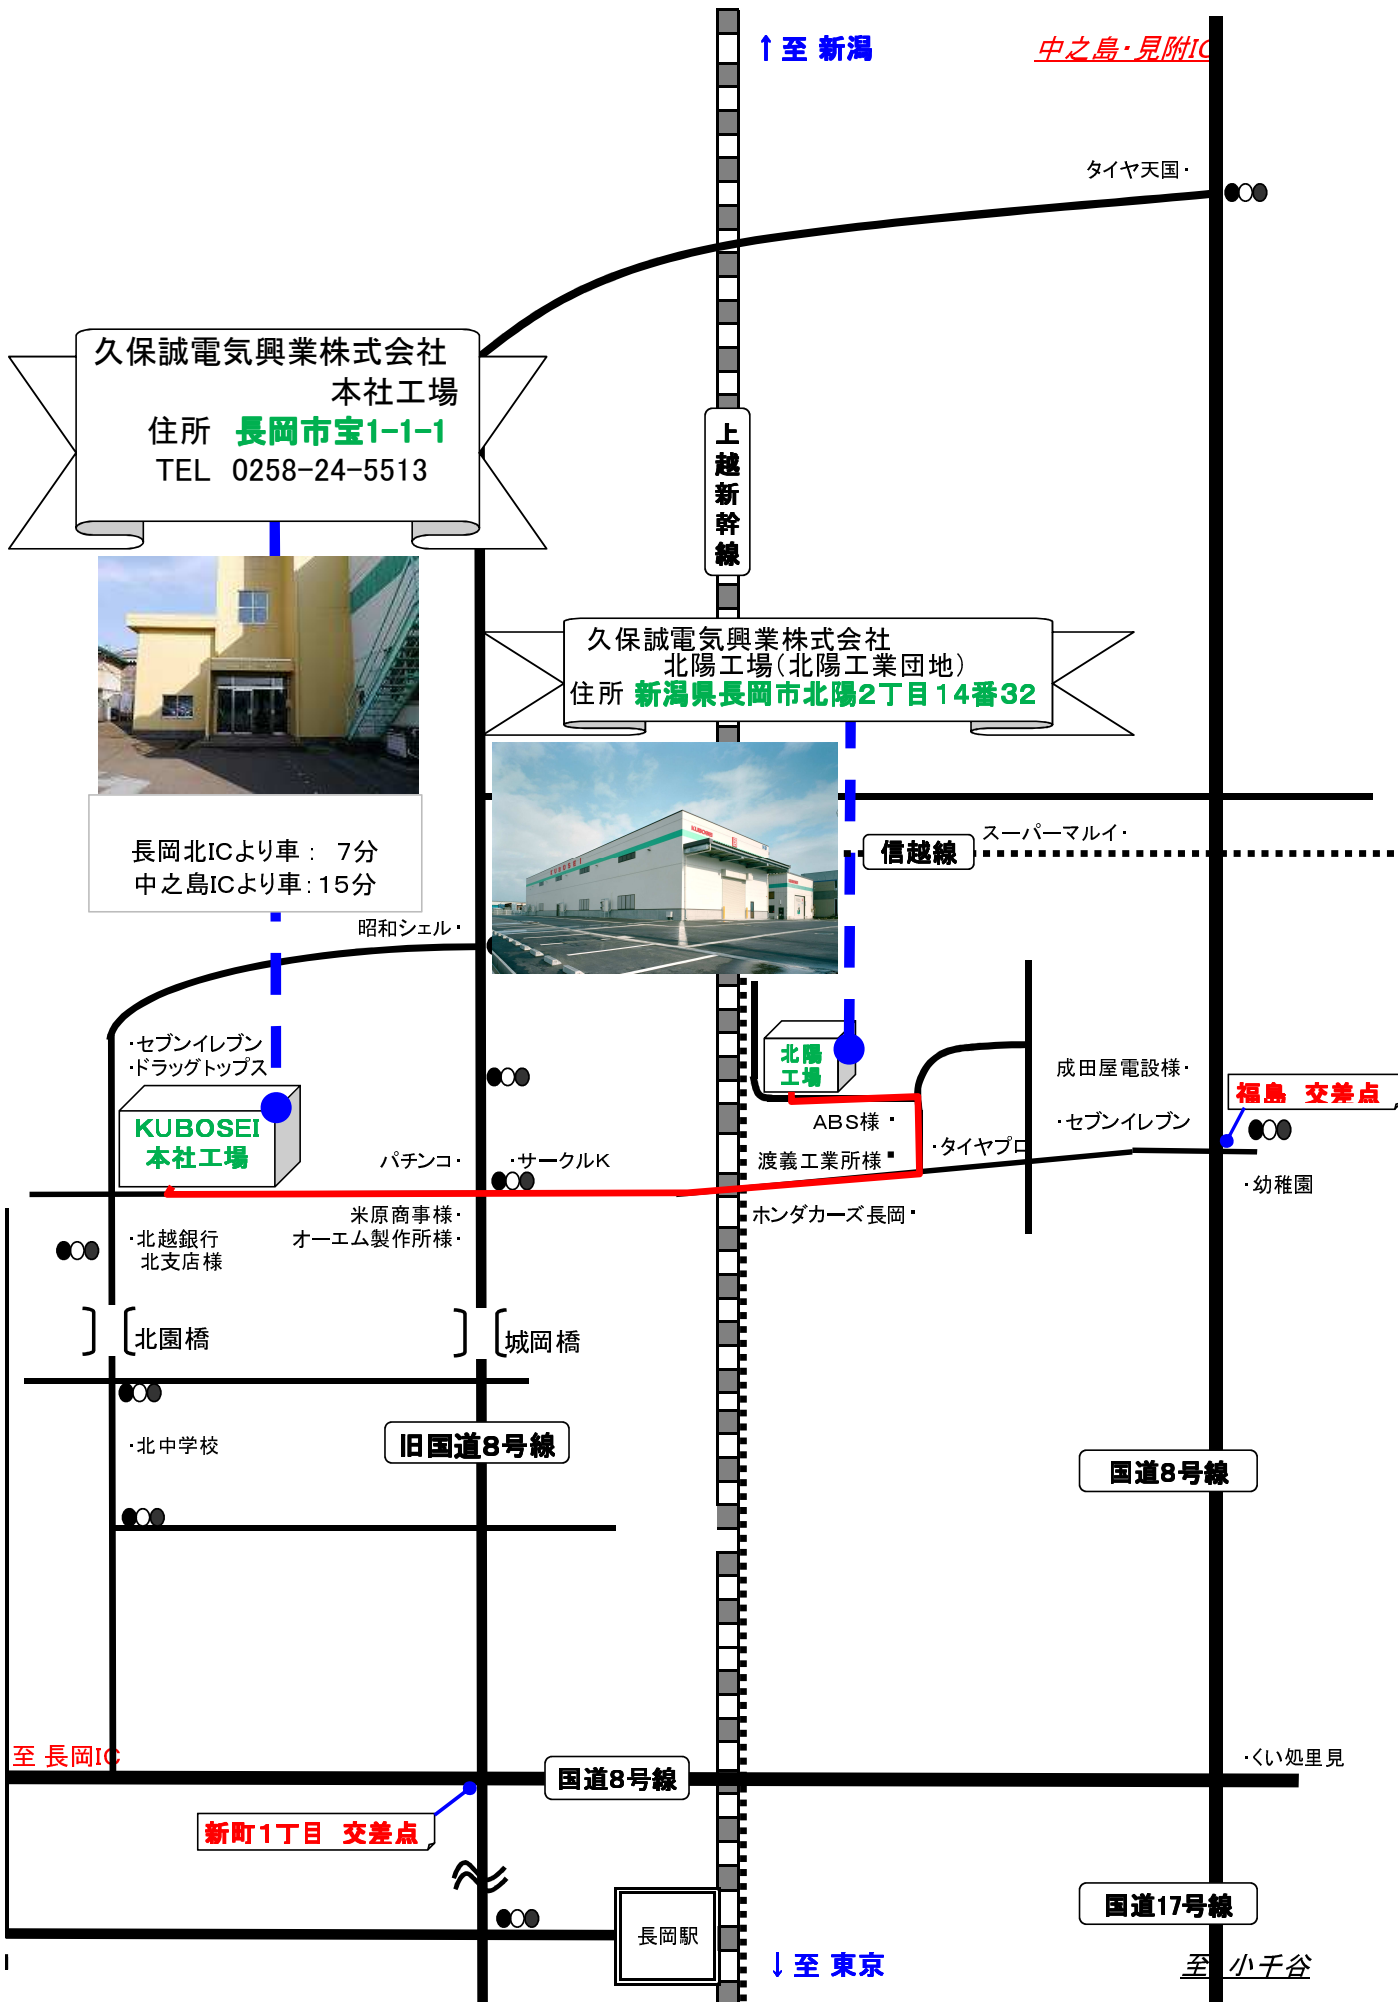 ↑至 新潟
中之島・見附IC
タイヤ天国・
久保誠電気興業株式会社
本社工場
住所 長岡市宝1-1-1
TEL 0258-24-5513
上越新幹線
久保誠電気興業株式会社
北陽工場(北陽工業団地)
住所 新潟県長岡市北陽2丁目14番32
長岡北ICより車： 7分
中之島ICより車：15分
KUBOSEI
KUBOSEI
スーパーマルイ・
信越線
昭和シェル・
・セブンイレブン
・ドラッグトップス
北陽
工場
成田屋電設様・
福島 交差点
KUBOSEI
本社工場
ABS様・
・セブンイレブン
パチンコ・
・サークルK
渡義工業所様・
・タイヤプロ
・幼稚園
米原商事様・
オーエム製作所様・
ホンダカーズ長岡・
・北越銀行
北支店様
北園橋
城岡橋
・北中学校
旧国道8号線
国道8号線
至 長岡IC
国道8号線
・くい処里見
新町1丁目 交差点
長岡駅
国道17号線
↓至 東京
至 小千谷